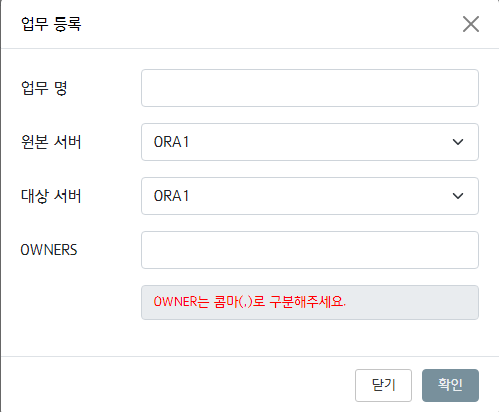 업무 등록
업무 명
원본 서버
ORA1
대상 서버
ORA1
OWNERS
OWNER는 콤마(,)로 구분해주세요.
닫기
확인